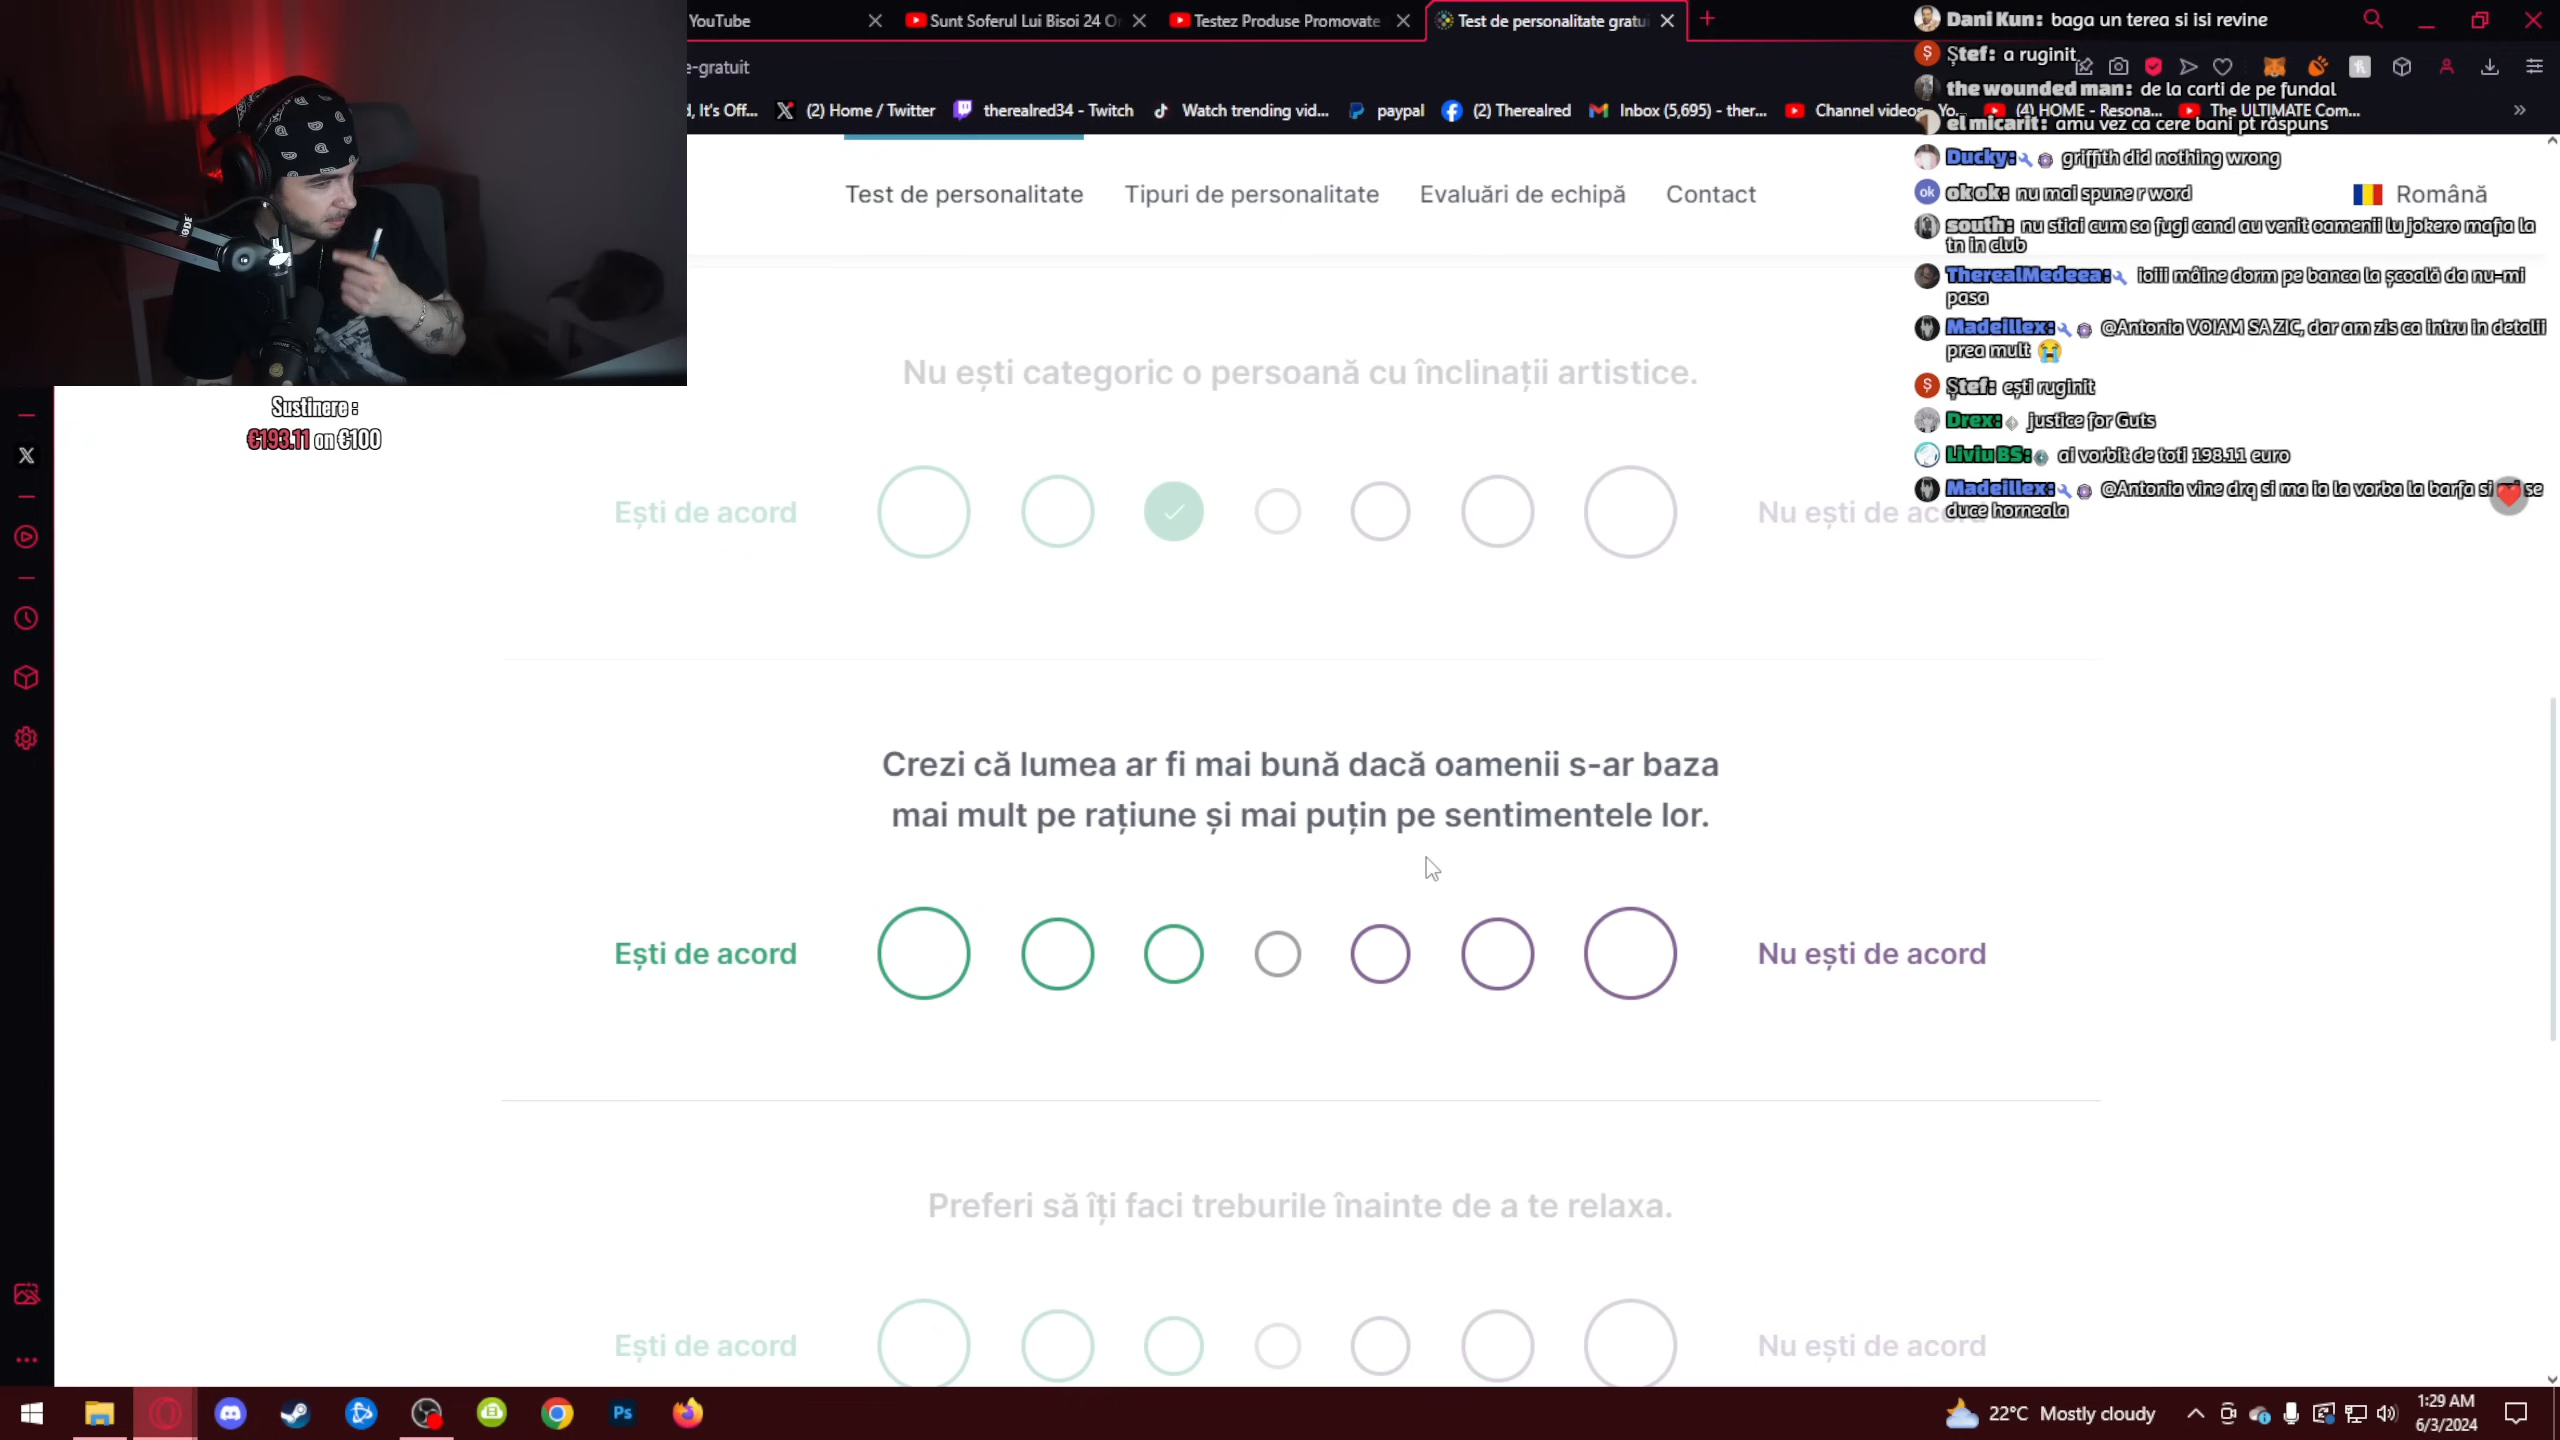 YouTube
Sunt Soferul Lui Bisoi 24 O
Testez Produse Promovate
Test de personalitate gratu
e-gratuit
d, It's Off...
(2) Home / Twitter
therealred34 - Twitch
Watch trending vid...
paypal
(2) Therealred
Inbox (5,695) - ther...
Channel videos
(4) HOME - Resona...
The ULTIMATE Com...
Dani Kun: baga un terea si isi revine
Ștef: a ruginit
the wounded man: de la carti de pe fundal
el micarit: amu vez ca cere bani pt răspuns
Ducky: griffith did nothing wrong
ok ok: nu mai spune r word
south: nu stiai cum sa fugi cand au venit oamenii lu jokero mafia la
tn in club
TherealMedeea: ioiii mâine dorm pe banca la școală da nu-mi
pasa
Madeillex: @Antonia VOIAM SA ZIC, dar am zis ca intru in detalii
prea mult 😭
Ștef: ești ruginit
Drex: justice for Guts
Liviu BS: ai vorbit de toti 198.11 euro
Madeillex: @Antonia vine drq si ma ia la vorba la barfa si se
duce horneala
Test de personalitate
Tipuri de personalitate
Evaluări de echipă
Contact
Română
Sustinere :
€193.11 on €100
Nu ești categoric o persoană cu înclinații artistice.
Ești de acord
Nu ești de acord
Crezi că lumea ar fi mai bună dacă oamenii s-ar baza
mai mult pe rațiune și mai puțin pe sentimentele lor.
Ești de acord
Nu ești de acord
Preferi să îți faci treburile înainte de a te relaxa.
Ești de acord
Nu ești de acord
Ps
22°C Mostly cloudy
1:29 AM
6/3/2024